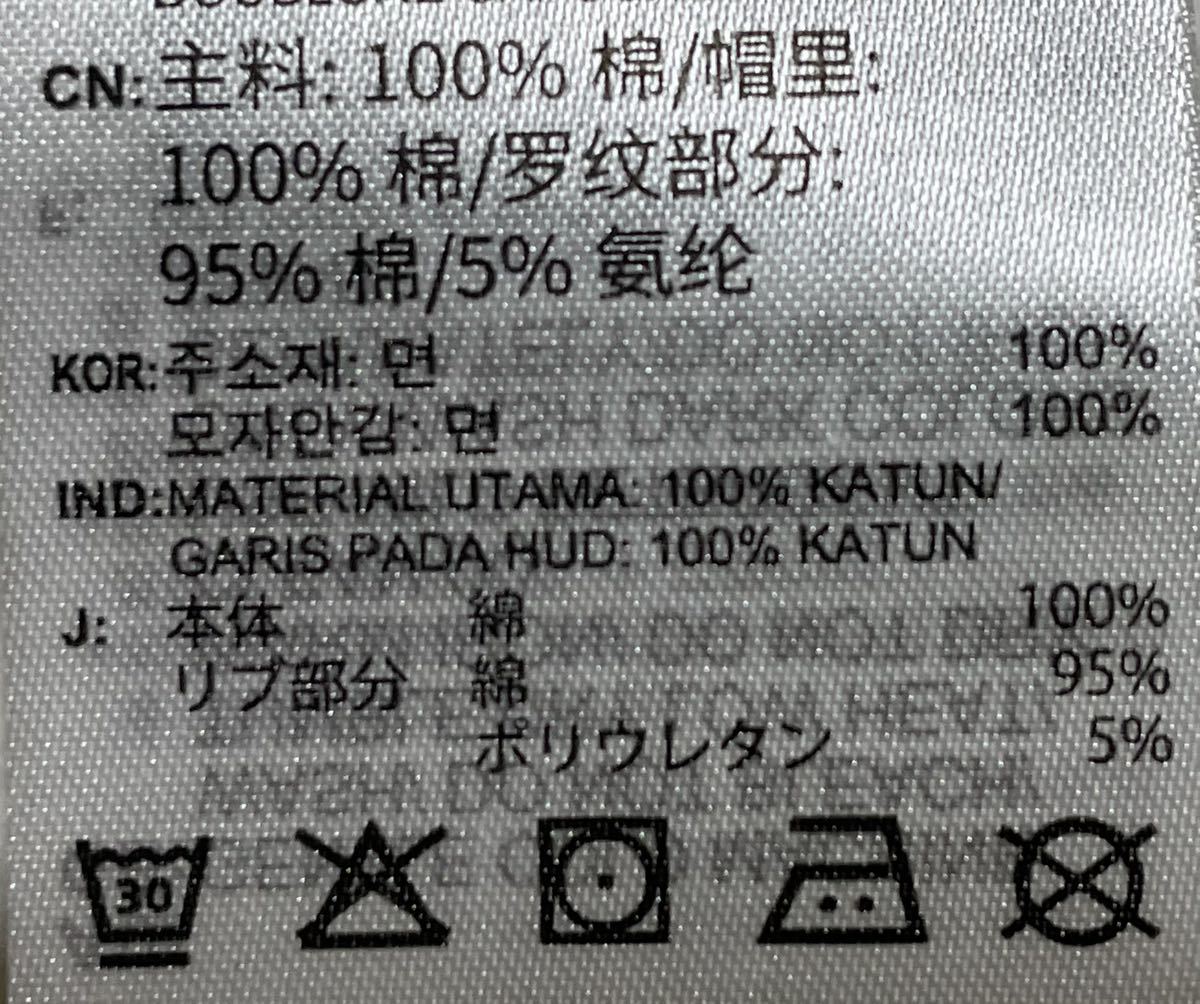 CN: 主料: 100% 棉/帽里:
100% 棉/罗纹部分:
95% 棉/5% 氨纶
KOR: 주소재: 면 100%
모자안감: 면 100%
IND: MATERIAL UTAMA: 100% KATUN/
GARIS PADA HUD: 100% KATUN
J: 本体 綿 100%
リブ部分 綿 95%
ポリウレタン 5%
30